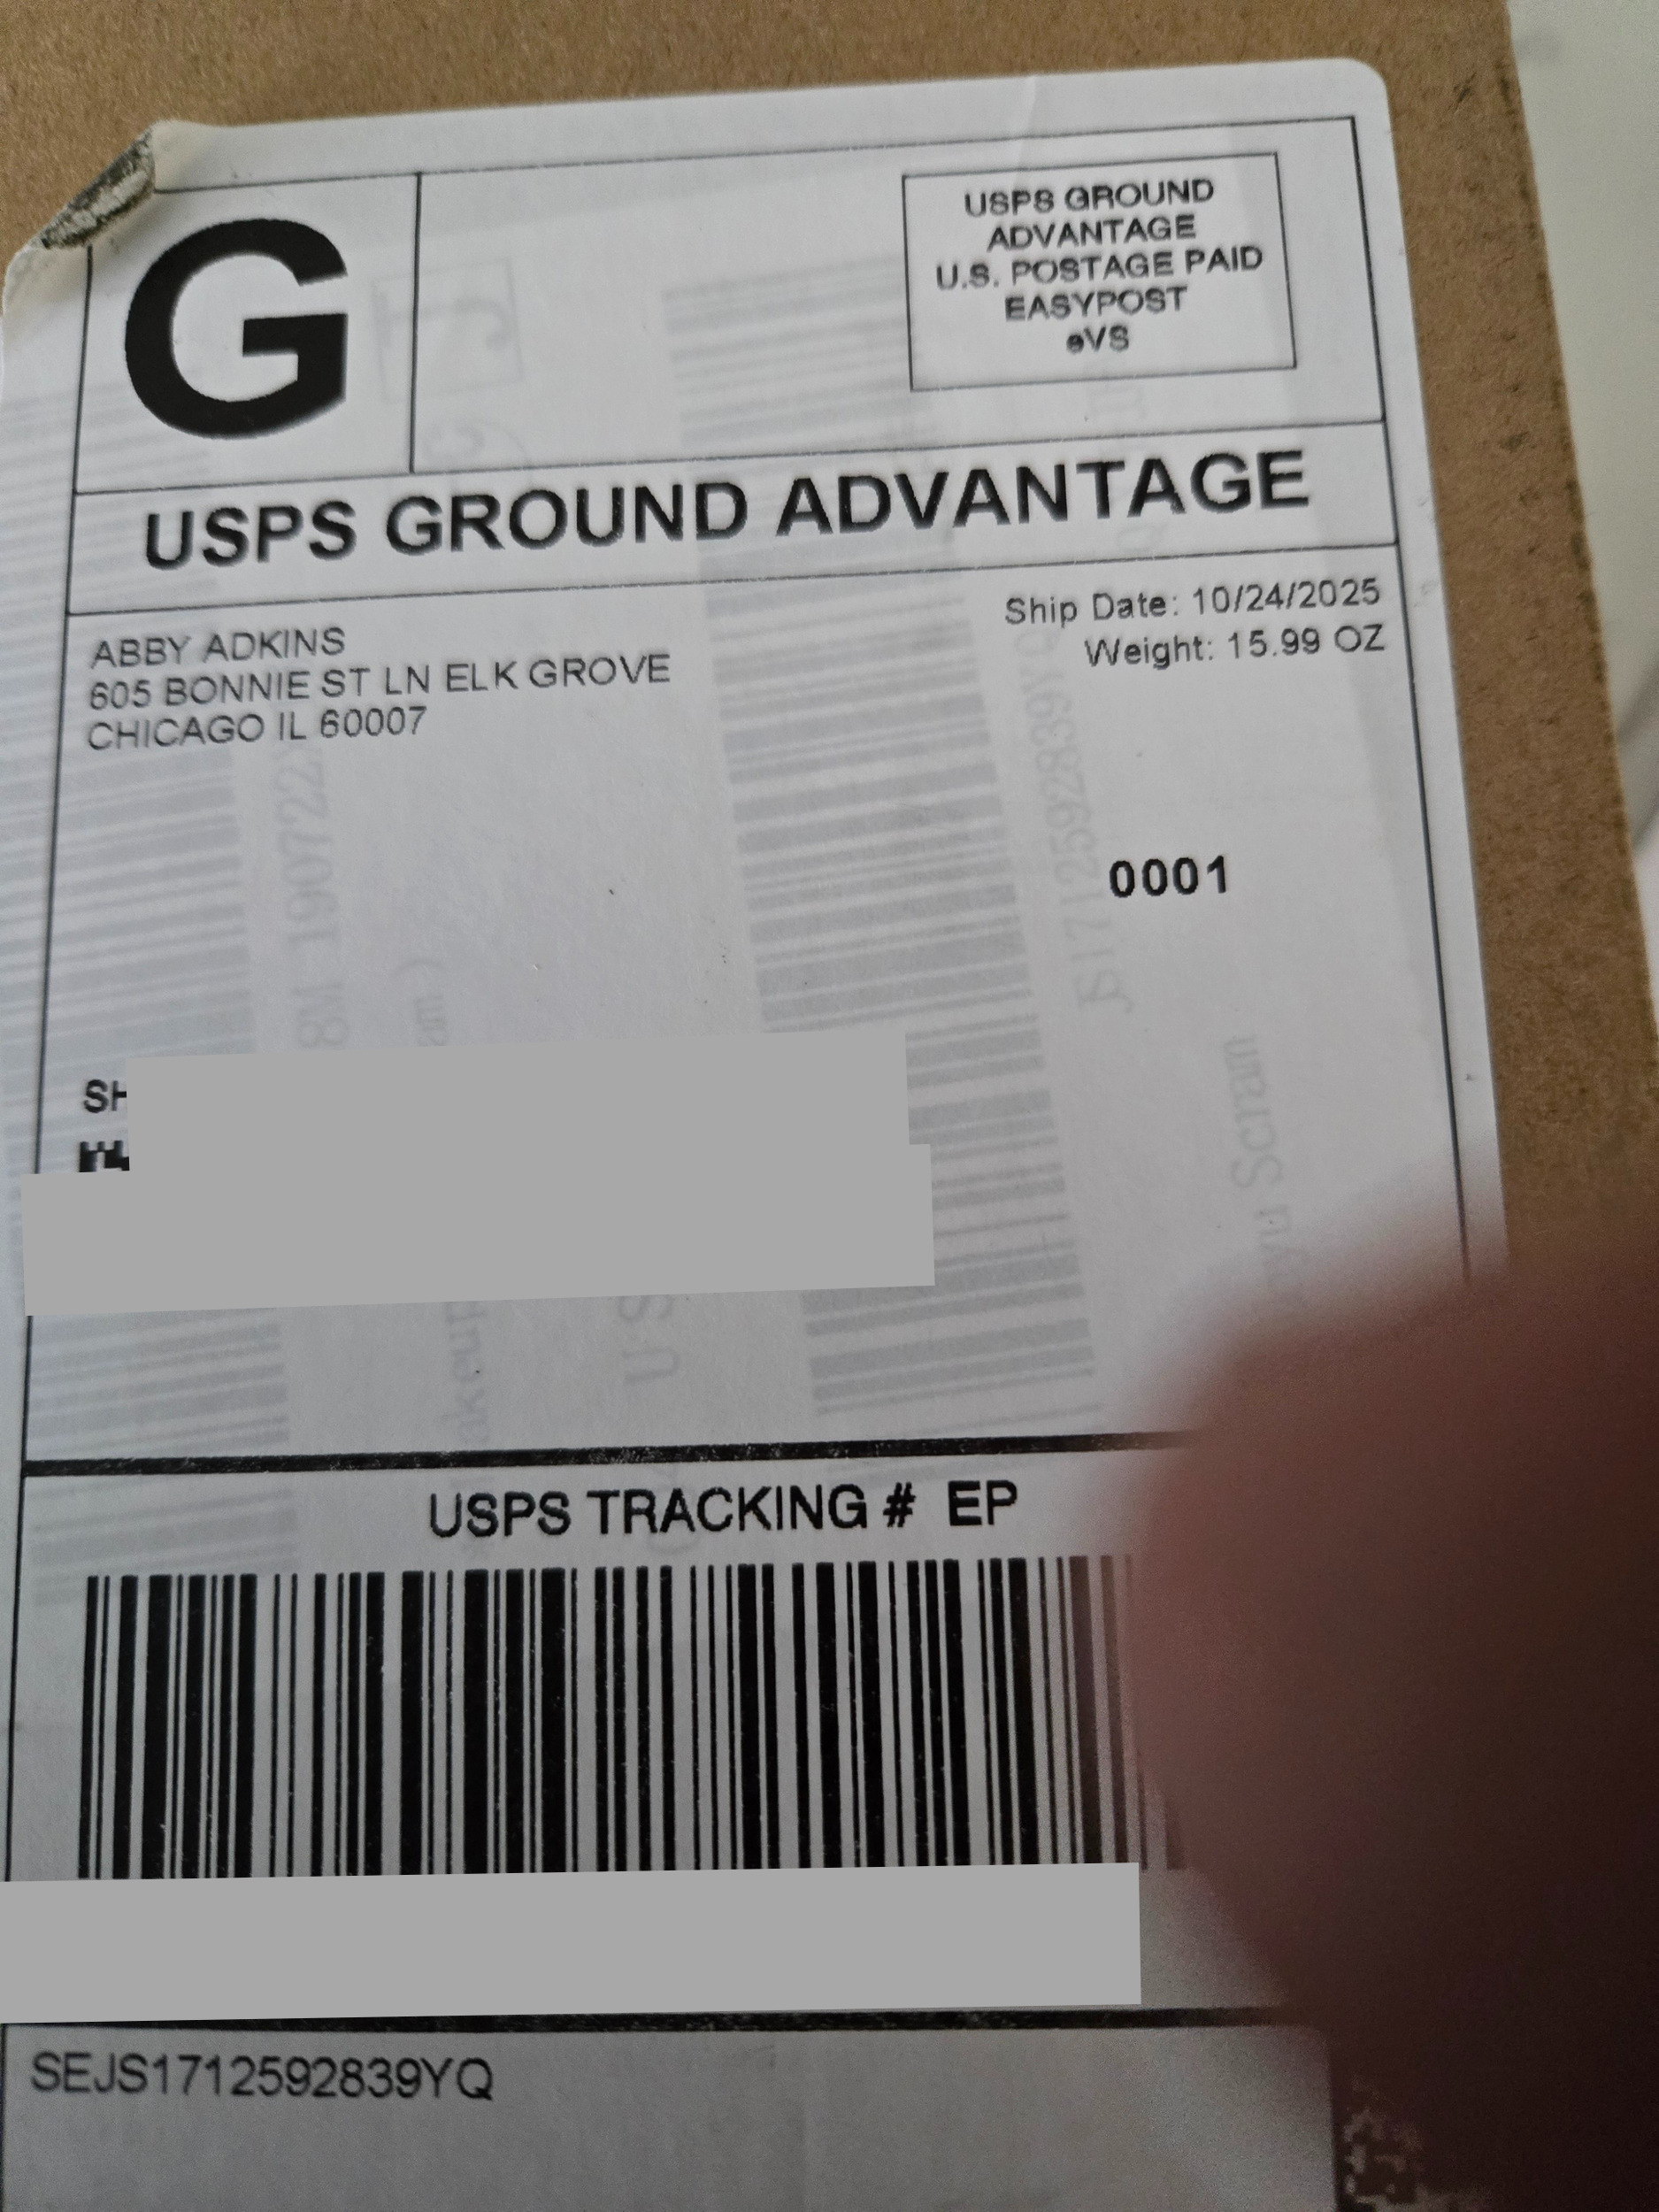 G
USPS GROUND
ADVANTAGE
U.S. POSTAGE PAID
EASYPOST
eVS
USPS GROUND ADVANTAGE
Ship Date: 10/24/2025
Weight: 15.99 OZ
ABBY ADKINS
605 BONNIE ST LN ELK GROVE
CHICAGO IL 60007
0001
USPS TRACKING # EP
SEJS1712592839YQ